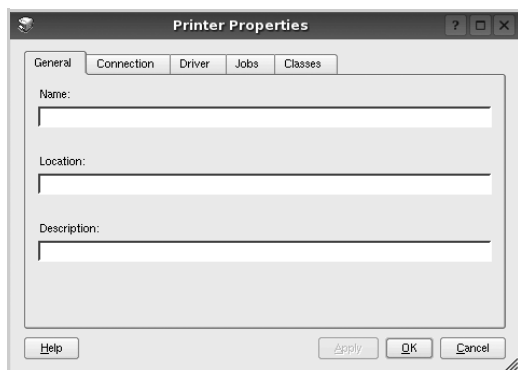 Printer Properties
?
General Connection Driver Jobs Classes
Name:
Location:
Description:
Help Apply OK Cancel